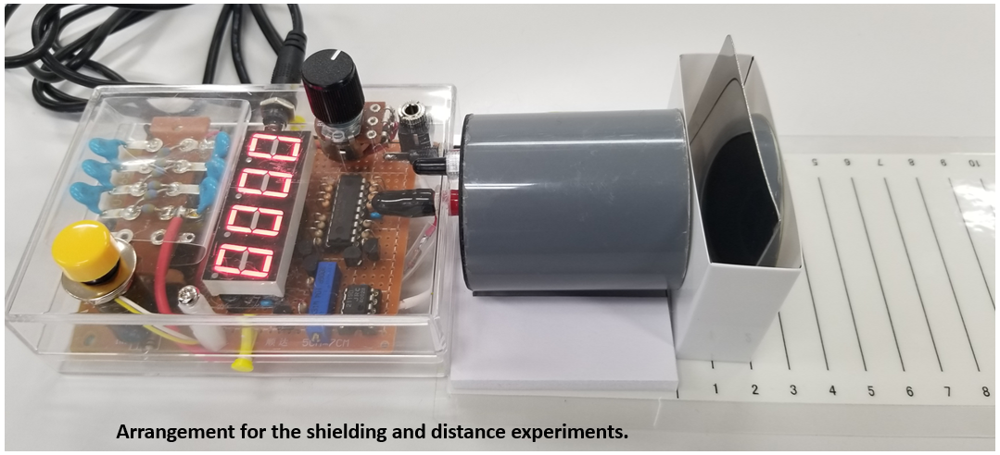 0000
5 6 7 8 9 10
1 2 3 4 5 6 7 8
Arrangement for the shielding and distance experiments.